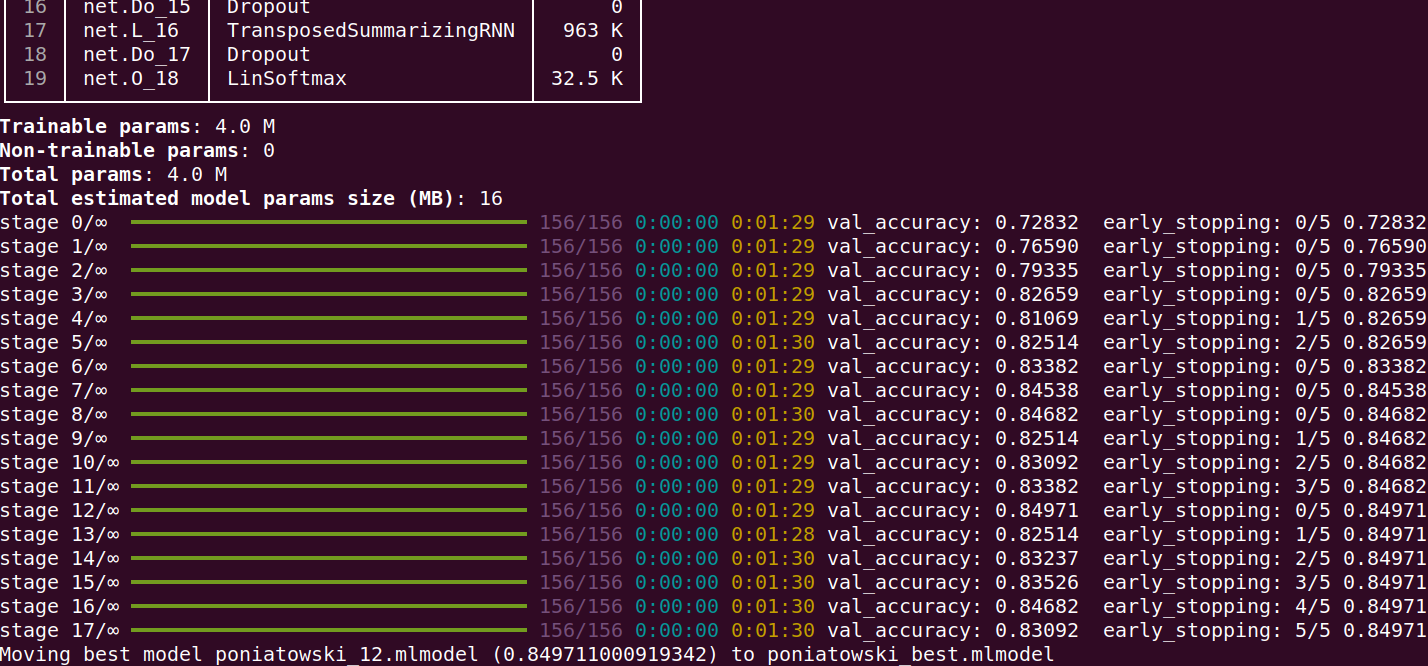 16 net.Do_15 Dropout 0
17 net.L_16 TransposedSummarizingRNN 963 K
18 net.Do_17 Dropout 0
19 net.O_18 LinSoftmax 32.5 K
Trainable params: 4.0 M
Non-trainable params: 0
Total params: 4.0 M
Total estimated model params size (MB): 16
stage 0/∞ 156/156 0:00:00 0:01:29 val_accuracy: 0.72832 early_stopping: 0/5 0.72832
stage 1/∞ 156/156 0:00:00 0:01:29 val_accuracy: 0.76590 early_stopping: 0/5 0.76590
stage 2/∞ 156/156 0:00:00 0:01:29 val_accuracy: 0.79335 early_stopping: 0/5 0.79335
stage 3/∞ 156/156 0:00:00 0:01:29 val_accuracy: 0.82659 early_stopping: 0/5 0.82659
stage 4/∞ 156/156 0:00:00 0:01:29 val_accuracy: 0.81069 early_stopping: 1/5 0.82659
stage 5/∞ 156/156 0:00:00 0:01:30 val_accuracy: 0.82514 early_stopping: 2/5 0.82659
stage 6/∞ 156/156 0:00:00 0:01:29 val_accuracy: 0.83382 early_stopping: 0/5 0.83382
stage 7/∞ 156/156 0:00:00 0:01:29 val_accuracy: 0.84538 early_stopping: 0/5 0.84538
stage 8/∞ 156/156 0:00:00 0:01:30 val_accuracy: 0.84682 early_stopping: 0/5 0.84682
stage 9/∞ 156/156 0:00:00 0:01:29 val_accuracy: 0.82514 early_stopping: 1/5 0.84682
stage 10/∞ 156/156 0:00:00 0:01:29 val_accuracy: 0.83092 early_stopping: 2/5 0.84682
stage 11/∞ 156/156 0:00:00 0:01:29 val_accuracy: 0.83382 early_stopping: 3/5 0.84682
stage 12/∞ 156/156 0:00:00 0:01:29 val_accuracy: 0.84971 early_stopping: 0/5 0.84971
stage 13/∞ 156/156 0:00:00 0:01:28 val_accuracy: 0.82514 early_stopping: 1/5 0.84971
stage 14/∞ 156/156 0:00:00 0:01:30 val_accuracy: 0.83237 early_stopping: 2/5 0.84971
stage 15/∞ 156/156 0:00:00 0:01:30 val_accuracy: 0.83526 early_stopping: 3/5 0.84971
stage 16/∞ 156/156 0:00:00 0:01:30 val_accuracy: 0.84682 early_stopping: 4/5 0.84971
stage 17/∞ 156/156 0:00:00 0:01:30 val_accuracy: 0.83092 early_stopping: 5/5 0.84971
Moving best model poniatowski_12.mlmodel (0.849711000919342) to poniatowski_best.mlmodel